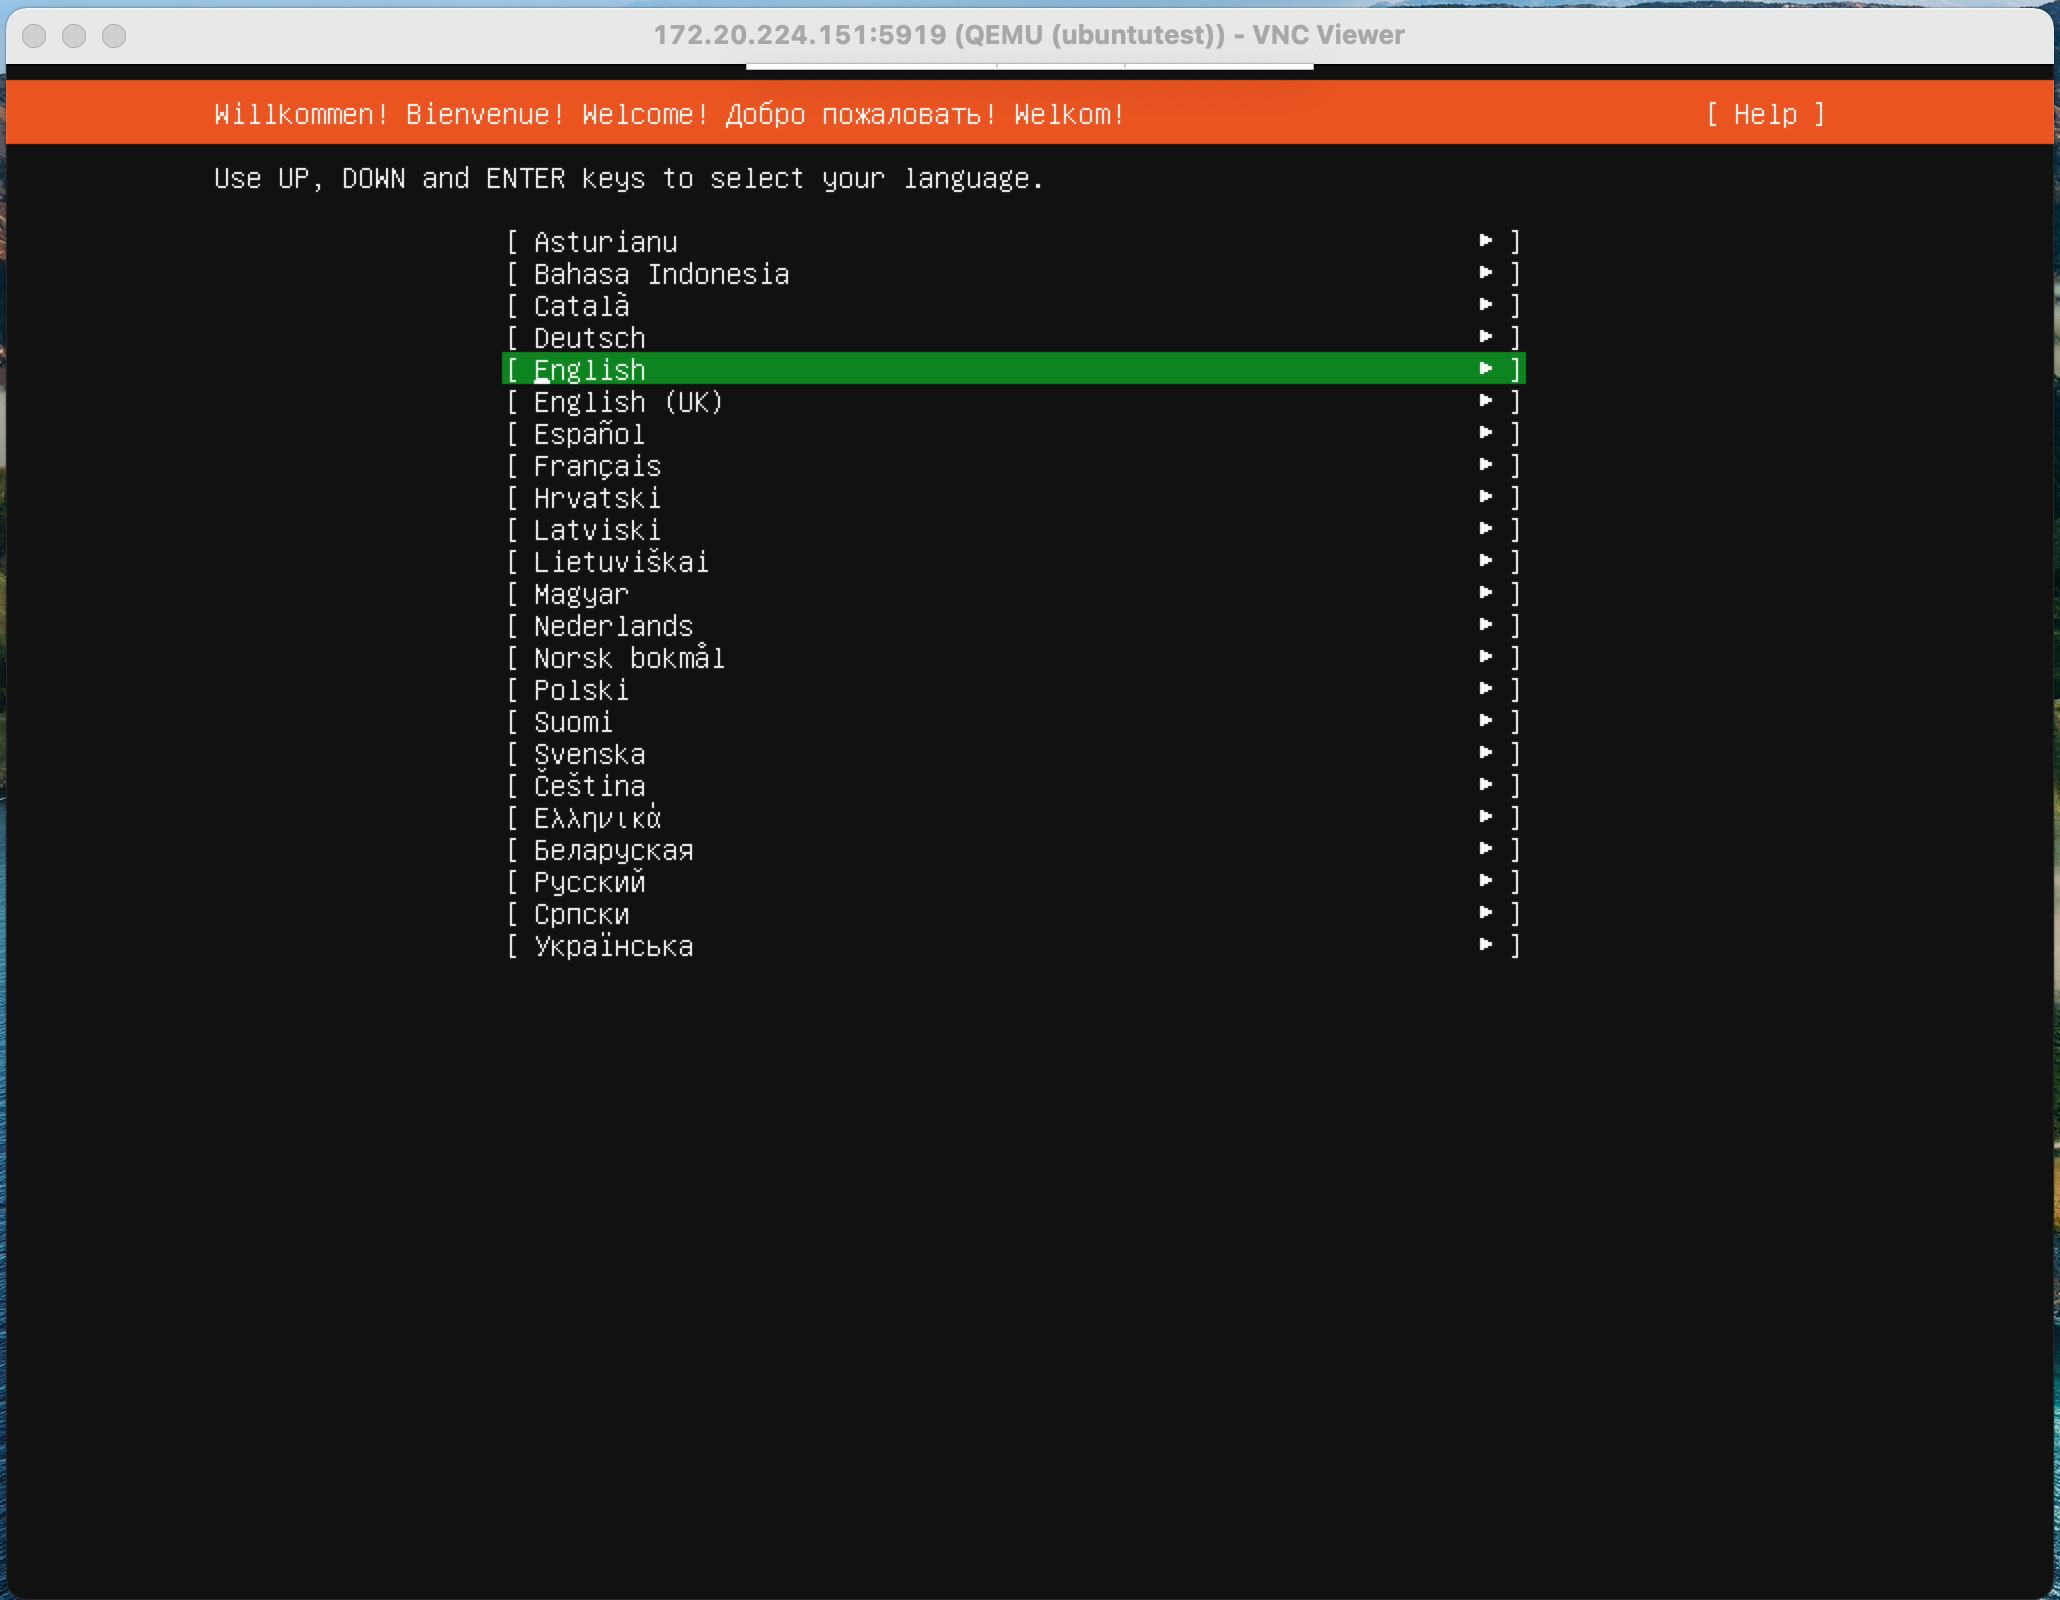 172.20.224.151:5919 (QEMU (ubuntutest)) - VNC Viewer
Willkommen! Bienvenue! Welcome! Добро пожаловать! Welkom! [ Help ]
Use UP, DOWN and ENTER keys to select your language.
[ Asturianu ► ]
[ Bahasa Indonesia ► ]
[ Català ► ]
[ Deutsch ► ]
[ English ► ]
[ English (UK) ► ]
[ Español ► ]
[ Français ► ]
[ Hrvatski ► ]
[ Latviski ► ]
[ Lietuviškai ► ]
[ Magyar ► ]
[ Nederlands ► ]
[ Norsk bokmål ► ]
[ Polski ► ]
[ Suomi ► ]
[ Svenska ► ]
[ Čeština ► ]
[ Ελληνικά ► ]
[ Беларуская ► ]
[ Русский ► ]
[ Српски ► ]
[ Українська ► ]